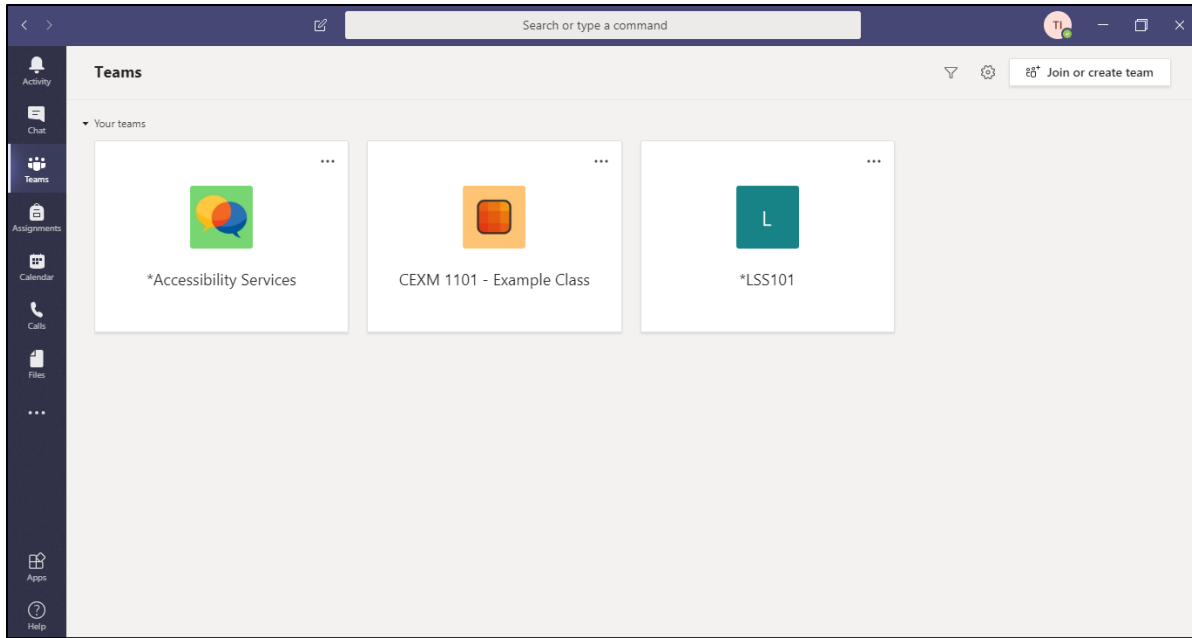 Search or type a command
TI
Activity
Chat
Teams
Assignments
Calendar
Calls
Files
Apps
Help
Teams
Join or create team
Your teams
*Accessibility Services
CEXM 1101 - Example Class
L
*LSS101